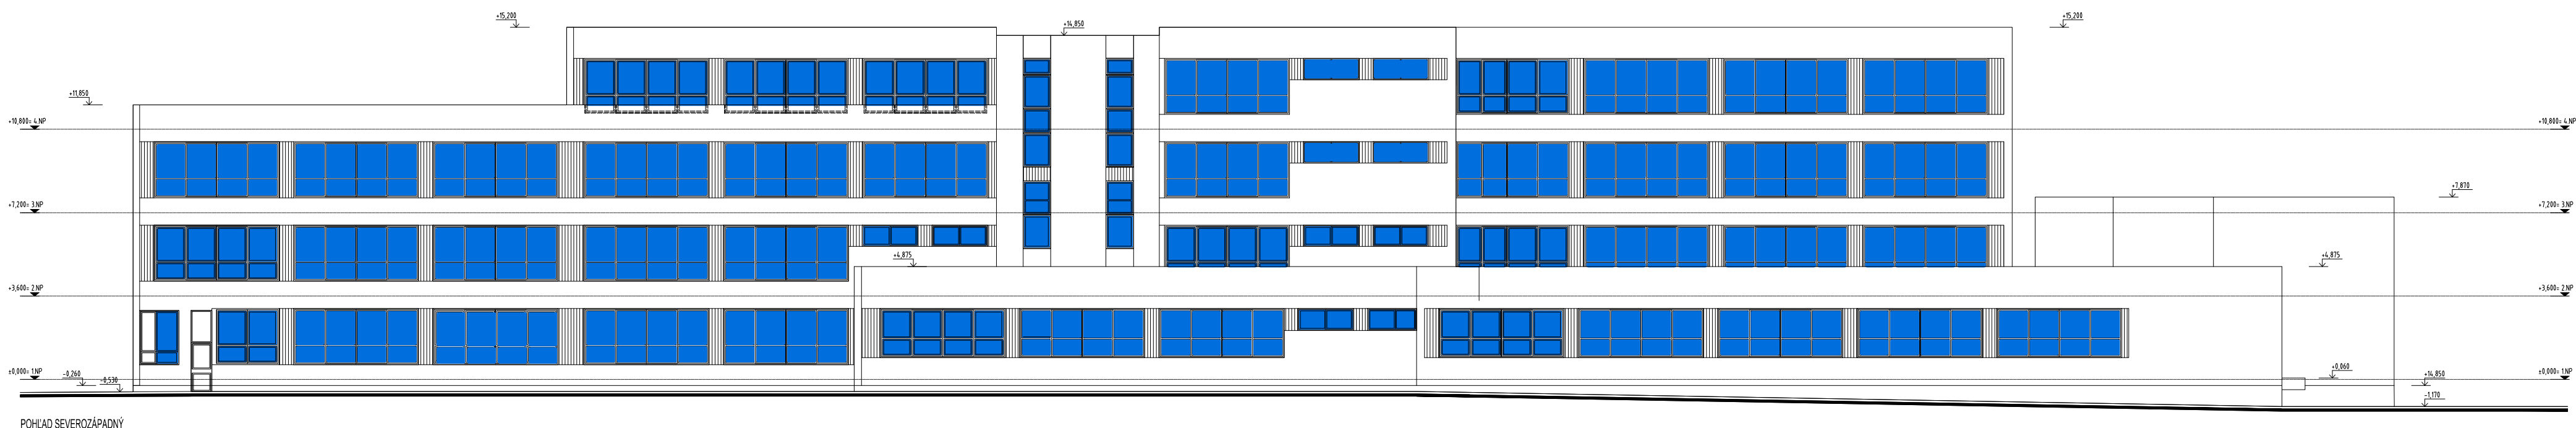 +15,200
+14,850
+15,200
+11,850
+10,800= 4.NP
+10,800= 4.NP
+7,870
+7,200= 3.NP
+7,200= 3.NP
+4,875
+4,875
+3,600= 2.NP
+3,600= 2.NP
±0,000= 1.NP
-0,260
-0,530
+0,060
+14,850
±0,000= 1.NP
-1,170
POHĽAD SEVEROZÁPADNÝ